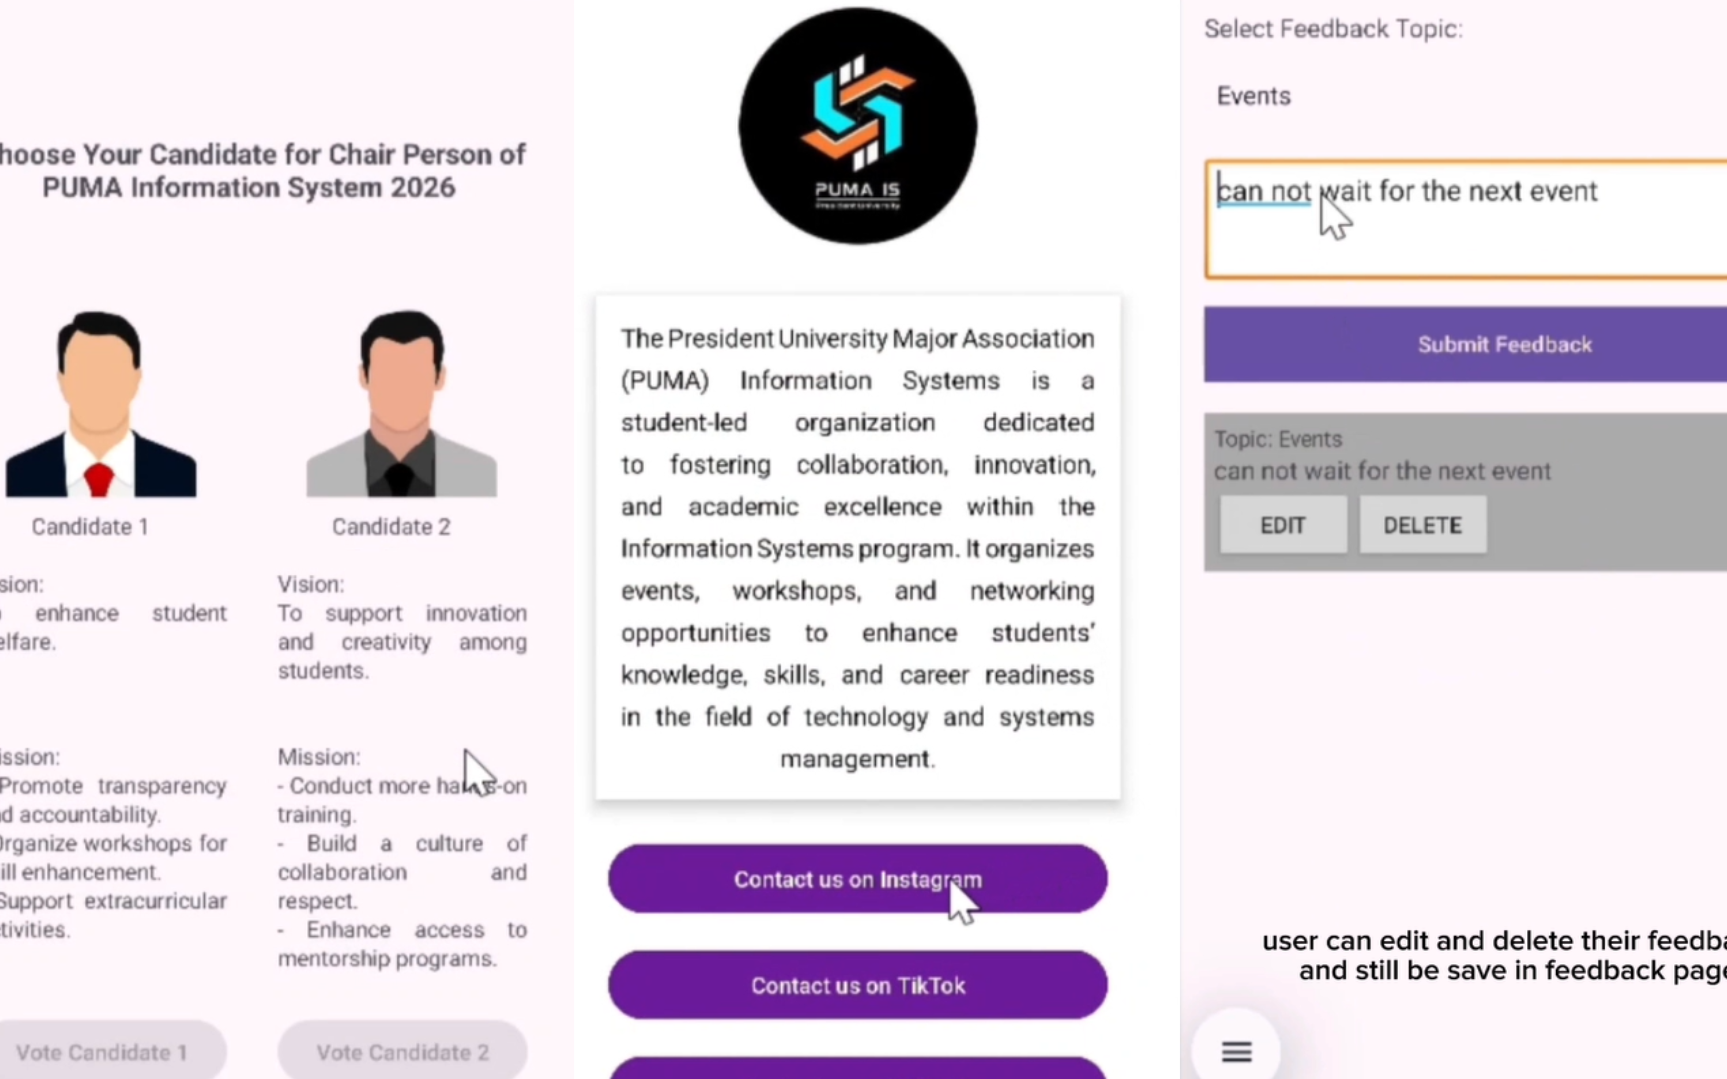 hoose Your Candidate for Chair Person of
PUMA Information System 2026
Candidate 1
sion:
enhance student
elfare.
ission:
Promote transparency
d accountability.
Organize workshops for
ill enhancement.
Support extracurricular
tivities.
Vote Candidate 1
Candidate 2
Vision:
To support innovation
and creativity among
students.
Mission:
- Conduct more hands-on
training.
- Build a culture of
collaboration and
respect.
- Enhance access to
mentorship programs.
Vote Candidate 2
PUMA IS
President University
The President University Major Association
(PUMA) Information Systems is a
student-led organization dedicated
to fostering collaboration, innovation,
and academic excellence within the
Information Systems program. It organizes
events, workshops, and networking
opportunities to enhance students'
knowledge, skills, and career readiness
in the field of technology and systems
management.
Contact us on Instagram
Contact us on TikTok
Select Feedback Topic:
Events
can not wait for the next event
Submit Feedback
Topic: Events
can not wait for the next event
EDIT DELETE
user can edit and delete their feedba
and still be save in feedback page